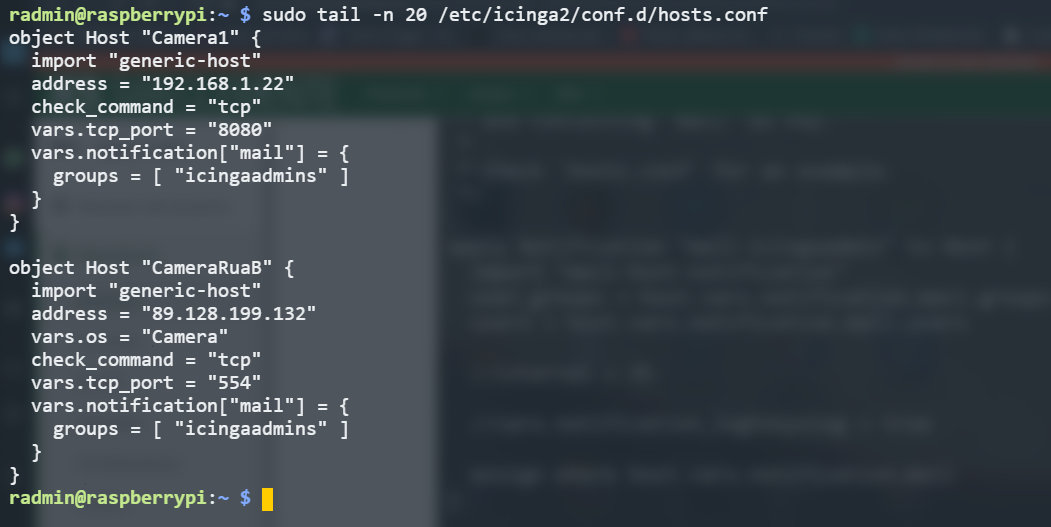 radmin@raspberrypi:~ $ sudo tail -n 20 /etc/icinga2/conf.d/hosts.conf
object Host "Camera1" {
  import "generic-host"
  address = "192.168.1.22"
  check_command = "tcp"
  vars.tcp_port = "8080"
  vars.notification["mail"] = {
    groups = [ "icingaadmins" ]
  }
}

object Host "CameraRuaB" {
  import "generic-host"
  address = "89.128.199.132"
  vars.os = "Camera"
  check_command = "tcp"
  vars.tcp_port = "554"
  vars.notification["mail"] = {
    groups = [ "icingaadmins" ]
  }
}
radmin@raspberrypi:~ $